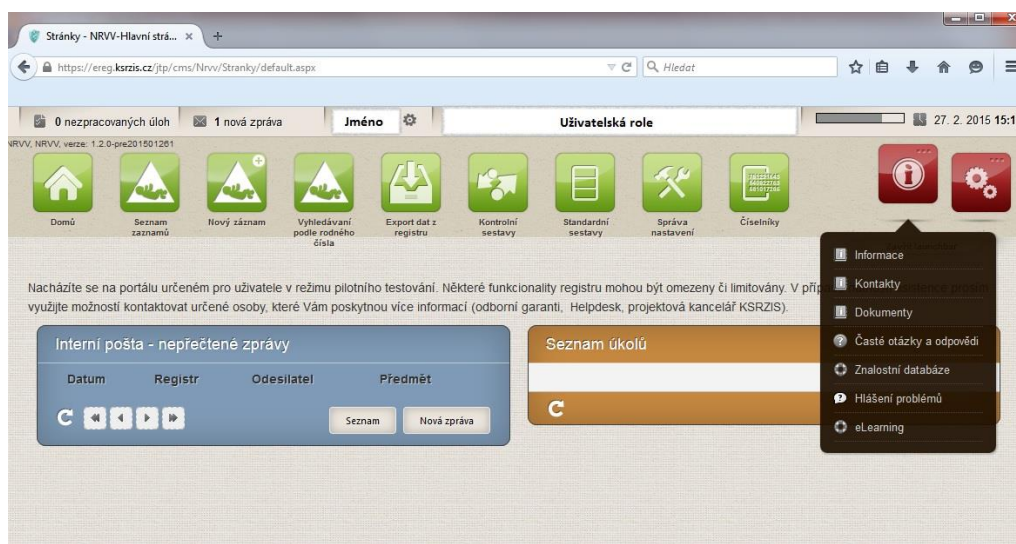 Stránky - NRVV-Hlavní strá...
https://ereg.ksrzis.cz/jtp/cms/Nrvv/Stranky/default.aspx
Hledat
0 nezpracovaných úloh
1 nová zpráva
Jméno
Uživatelská role
27. 2. 2015 15:1
NRVV, NRVV, verze: 1.2.0-pre201501261
Domů
Seznam zaznamů
Nový záznam
Vyhledávaní podle rodného čísla
Export dat z registru
Kontrolní sestavy
Standardní sestavy
Správa nastavení
Číselníky
Informace
Kontakty
Dokumenty
Časté otázky a odpovědi
Znalostní databáze
Hlášení problémů
eLearning
Nacházíte se na portálu určeném pro uživatele v režimu pilotního testování. Některé funkcionality registru mohou být omezeny či limitovány. V příp
využijte možností kontaktovat určené osoby, které Vám poskytnou více informací (odborní garanti, Helpdesk, projektová kancelář KSRZIS).
Interní pošta - nepřečtené zprávy
Datum Registr Odesilatel Předmět
Seznam
Nová zpráva
Seznam úkolů